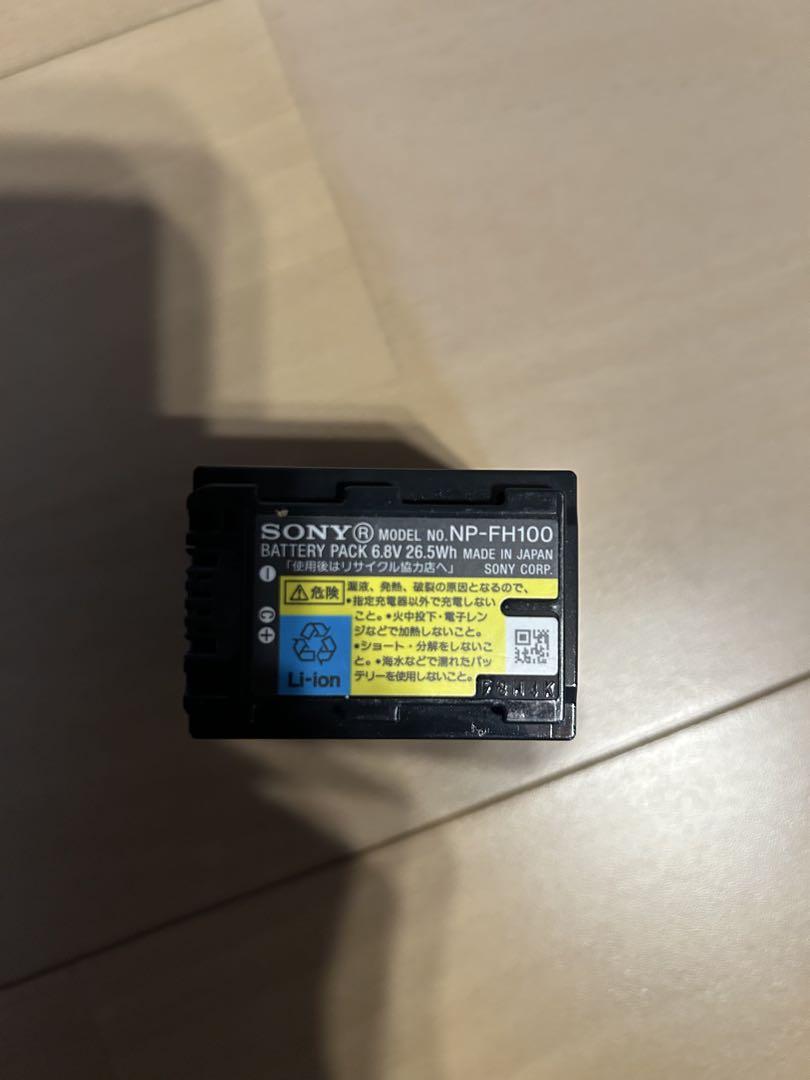 SONY® MODEL NO. NP-FH100
BATTERY PACK 6.8V 26.5Wh MADE IN JAPAN
「使用後はリサイクル協力店へ」 SONY CORP.
⚠危険 漏液、発熱、破裂の原因となるので、
•指定充電器以外で充電しない
こと。•火中投下・電子レン
ジなどで加熱しないこと。
•ショート・分解をしないこ
と。•海水などで濡れたバッ
テリーを使用しないこと。
Li-ion